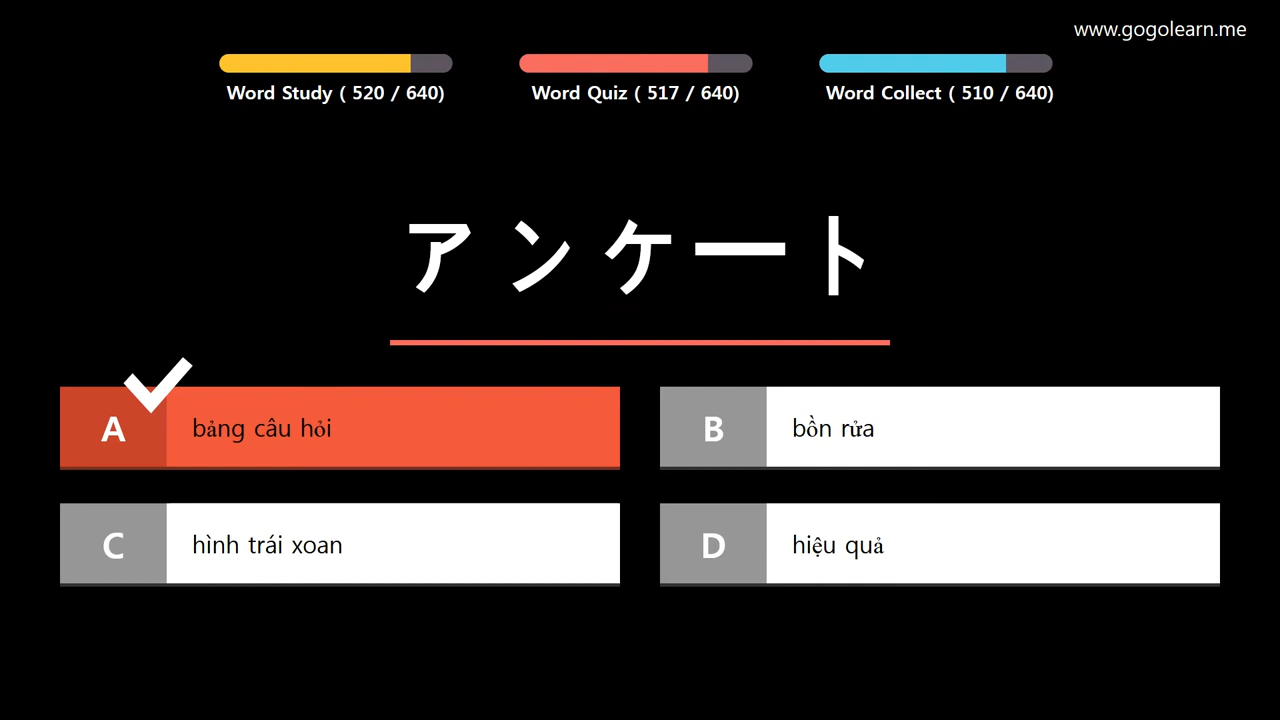 www.gogolearn.me
Word Study ( 520 / 640)
Word Quiz ( 517 / 640)
Word Collect ( 510 / 640)
アンケート
A bảng câu hỏi
B bồn rửa
C hình trái xoan
D hiệu quả